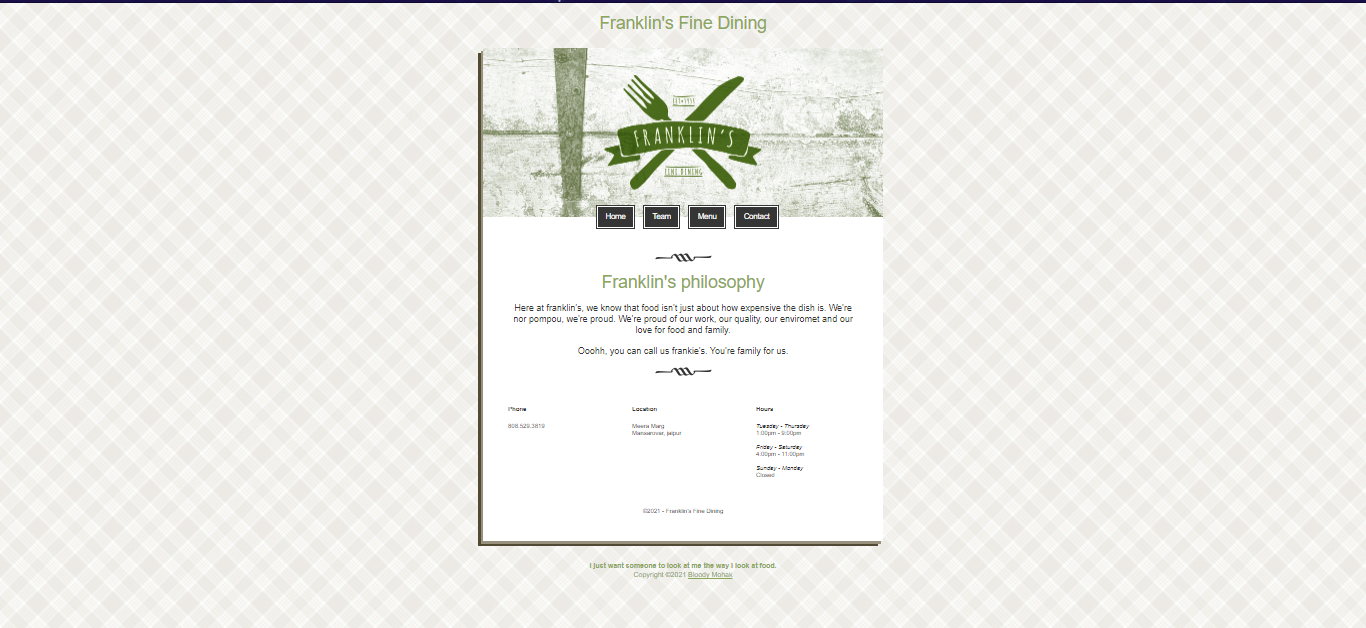 Franklin's Fine Dining
FRANKLIN'S
FINE DINING
Home Team Menu Contact
Franklin's philosophy
Here at franklin's, we know that food isn't just about how expensive the dish is. We're
nor pompou, we're proud. We're proud of our work, our quality, our enviromet and our
love for food and family.
Ooohh, you can call us frankie's. You're family for us.
Phone
808.529.3819
Location
Meera Marg
Mansarovar, jaipur
Hours
Tuesday - Thursday
1:00pm - 9:00pm
Friday - Saturday
4:00pm - 11:00pm
Sunday - Monday
Closed
©2021 - Franklin's Fine Dining
I just want someone to look at me the way I look at food.
Copyright ©2021 Bloody Mohak